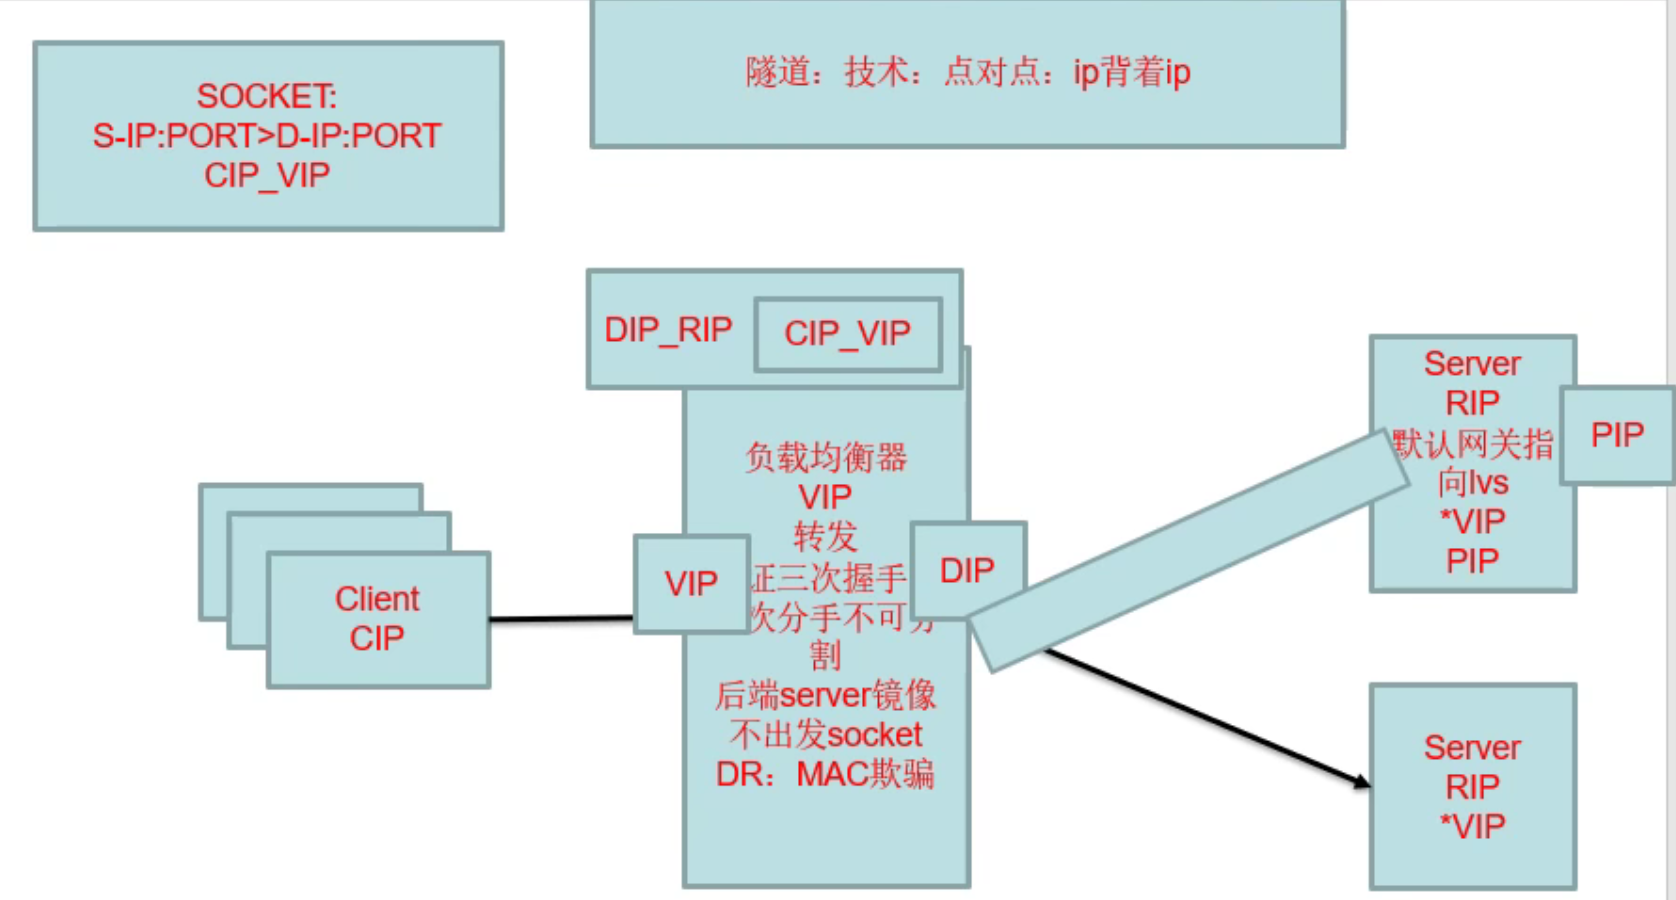 SOCKET:
S-IP:PORT>D-IP:PORT
CIP_VIP
隧道：技术：点对点：ip背着ip
DIP_RIP
CIP_VIP
负载均衡器
VIP
转发
证三次握手
次分手不可分
割
后端server镜像
不出发socket
DR：MAC欺骗
VIP
DIP
Client
CIP
Server
RIP
默认网关指
向lvs
*VIP
PIP
PIP
Server
RIP
*VIP